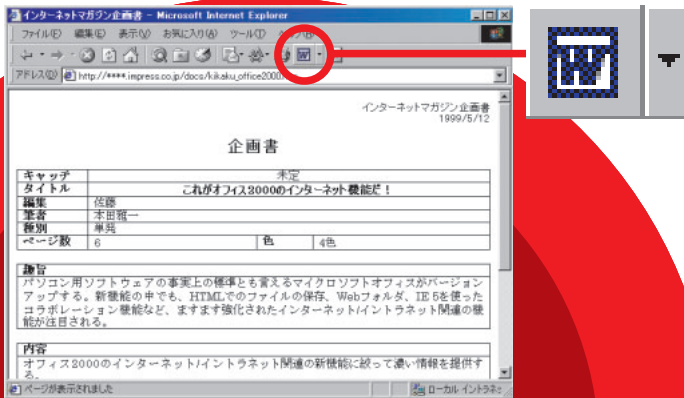 インターネットマガジン企画書 - Microsoft Internet Explorer
ファイル(F) 編集(E) 表示(V) お気に入り(A) ツール(T)
アドレス(D) http://****.impress.co.jp/docs/kikaku_office2000
インターネットマガジン企画書
1999/5/12
企画書
キャッチ 未定
タイトル これがオフィス2000のインターネット機能だ！
編集 佐藤
筆者 本田雅一
種別 単発
ページ数 6 色 4色
趣旨
パソコン用ソフトウェアの事実上の標準とも言えるマイクロソフトオフィスがバージョン
アップする。新機能の中でも、HTMLでのファイルの保存、Webフォルダ、IE5を使った
コラボレーション機能など、ますます強化されたインターネット/イントラネット関連の機
能が注目される。
内容
オフィス2000のインターネット/イントラネット関連の新機能に絞って濃い情報を提供す
る。
ページが表示されました ローカル イントラネ
W